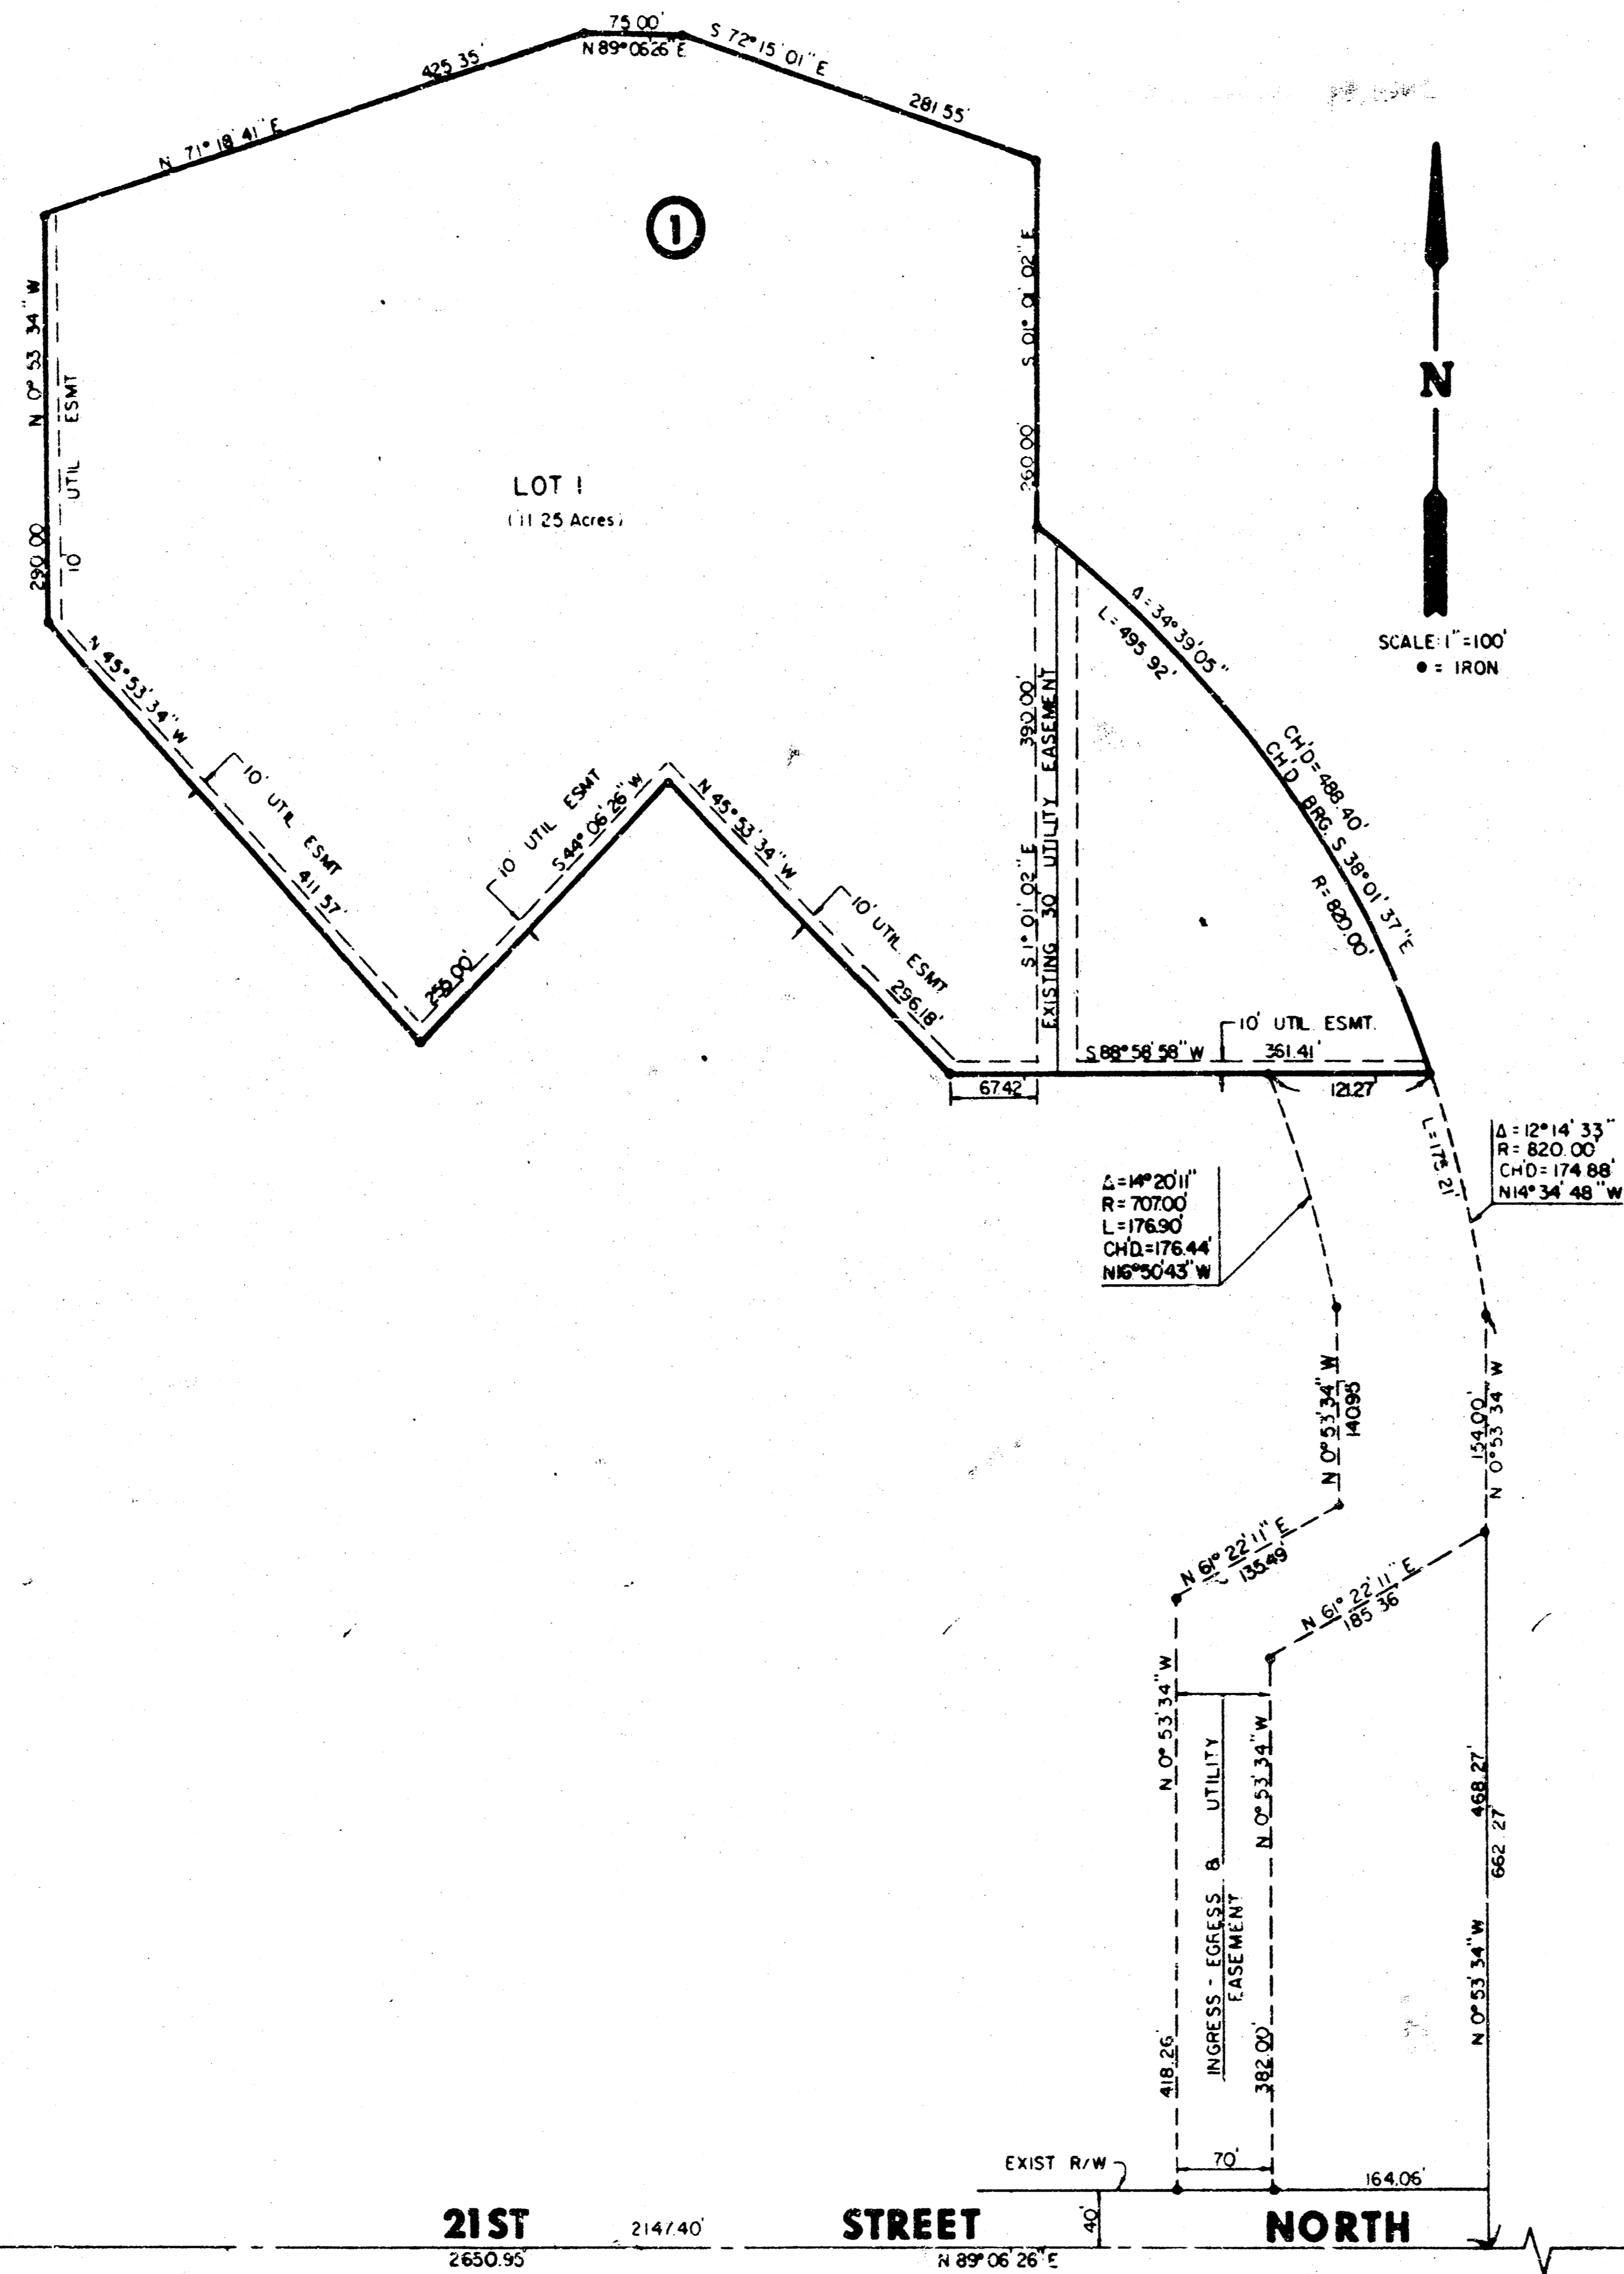 75.00'
N 89° 06'26" E
S 72° 15' 01" E
281.55'
425.35'
N 71° 18' 41" E
1
N 0° 53' 34" W
290.00
10' UTIL ESMT
S 01° 01' 02" E
260.00'
N
SCALE: 1" = 100'
● = IRON
LOT 1
(11.25 Acres)
Δ = 34° 39' 05"
L = 495.92'
CH'D = 488.40'
CH'D BRG. S 38° 01' 37" E
R = 820.00'
N 45° 53' 34" W
10' UTIL ESMT
411.57'
10' UTIL ESMT
S 44° 06' 26" W
255.00'
N 45° 53' 34" W
10' UTIL. ESMT
296.18'
390.00'
S 1° 01' 02" E
EXISTING 30' UTILITY EASEMENT
10' UTIL. ESMT.
S 88° 58' 58" W
361.41'
67.42'
121.27'
L = 175.21'
Δ = 12° 14' 33"
R = 820.00'
CH'D = 174.88'
N 14° 34' 48" W
Δ = 14° 20' 11"
R = 707.00'
L = 176.90'
CH'D. = 176.44'
N 16° 50' 43" W
N 0° 53' 34" W
140.95'
154.00'
N 0° 53' 34" W
N 61° 22' 11" E
135.49'
N 61° 22' 11" E
185.36
N 0° 53' 34" W
418.26'
INGRESS - EGRESS & UTILITY
EASEMENT
N 0° 53' 34" W
382.00'
468.27'
662.27'
N 0° 53' 34" W
EXIST R/W
70'
164.06'
40'
21ST STREET NORTH
2147.40'
2650.95'
N 89° 06' 26" E